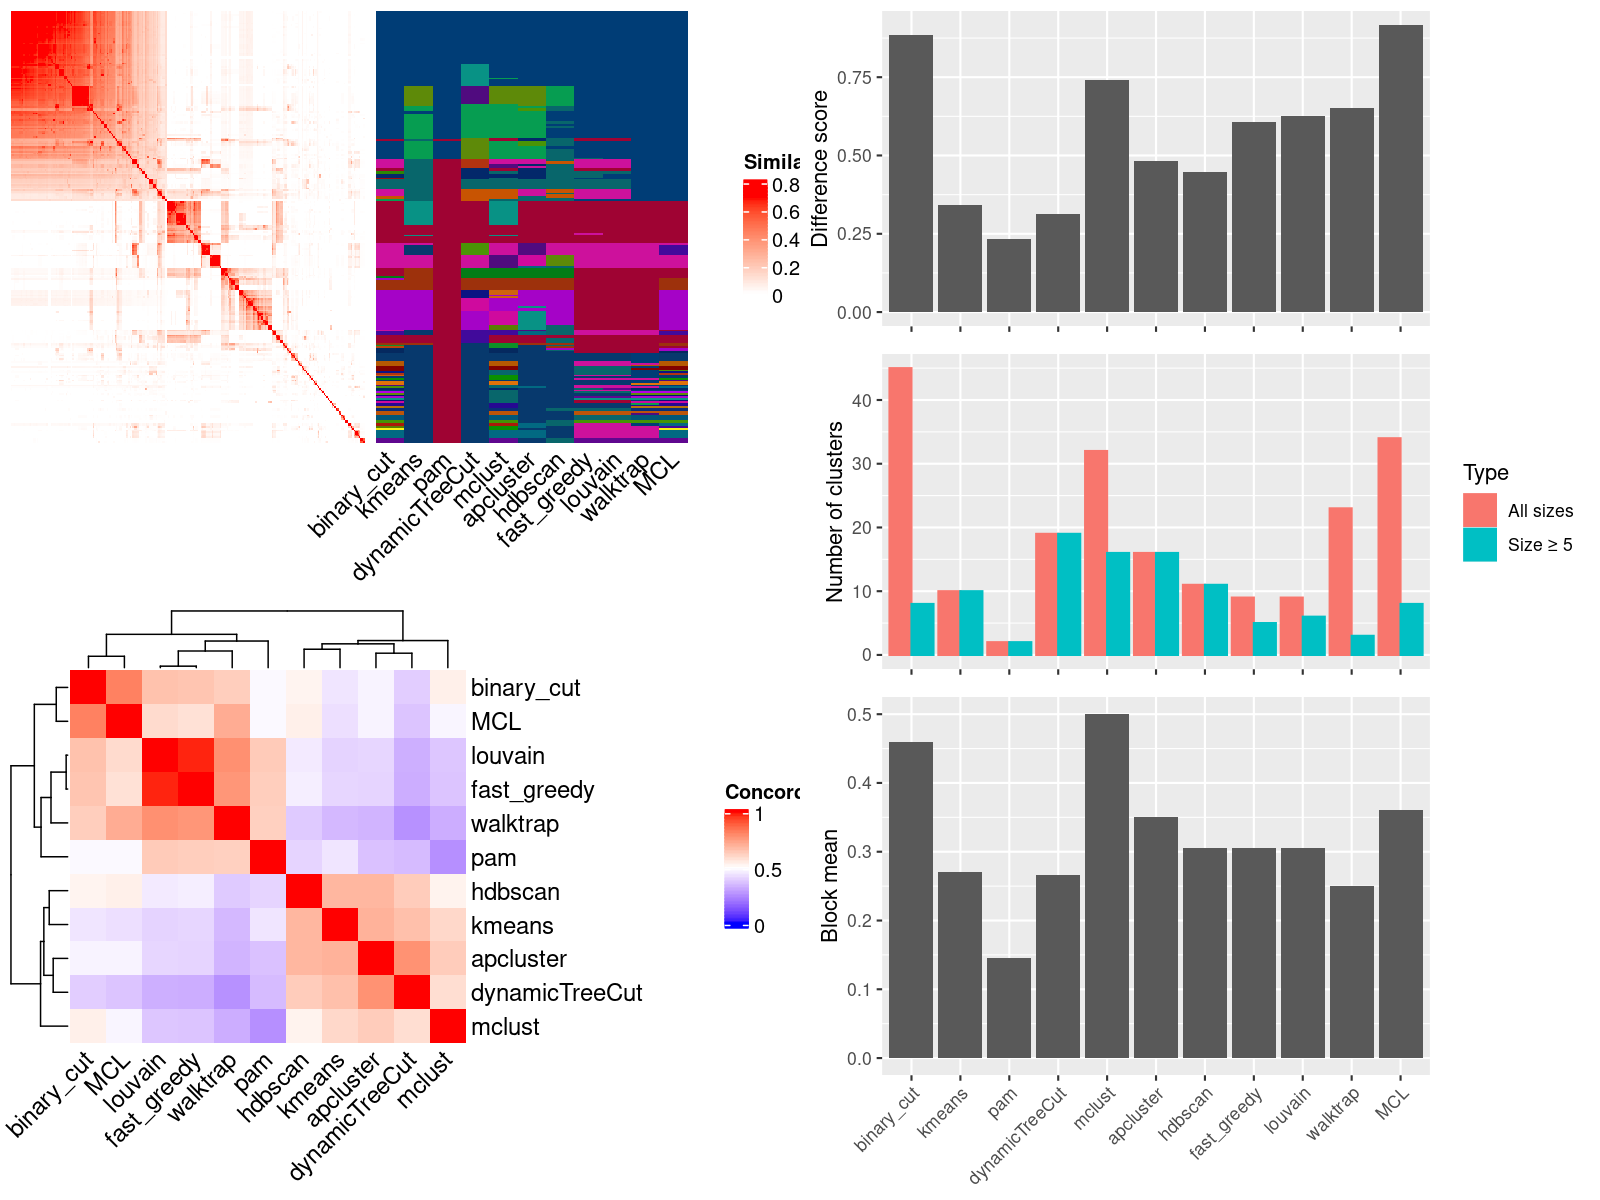 Simila
0.8
0.6
0.4
0.2
0
binary_cut
kmeans
pam
dynamicTreeCut
mclust
apcluster
hdbscan
fast_greedy
louvain
walktrap
MCL
binary_cut
MCL
louvain
fast_greedy
walktrap
pam
hdbscan
kmeans
apcluster
dynamicTreeCut
mclust
binary_cut
MCL
louvain
fast_greedy
walktrap
pam
hdbscan
kmeans
apcluster
dynamicTreeCut
mclust
Concord
1
0.5
0
Difference score
0.75
0.50
0.25
0.00
Number of clusters
40
30
20
10
0
Type
All sizes
Size ≥ 5
Block mean
0.5
0.4
0.3
0.2
0.1
0.0
binary_cut
kmeans
pam
dynamicTreeCut
mclust
apcluster
hdbscan
fast_greedy
louvain
walktrap
MCL